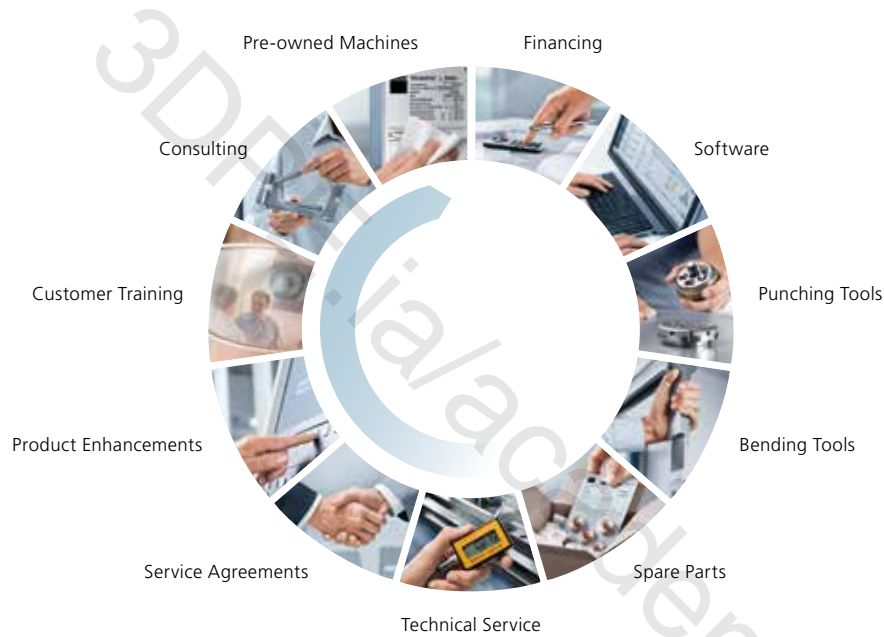 Pre-owned Machines
Financing
Consulting
Software
Customer Training
Punching Tools
Product Enhancements
Bending Tools
Service Agreements
Spare Parts
Technical Service